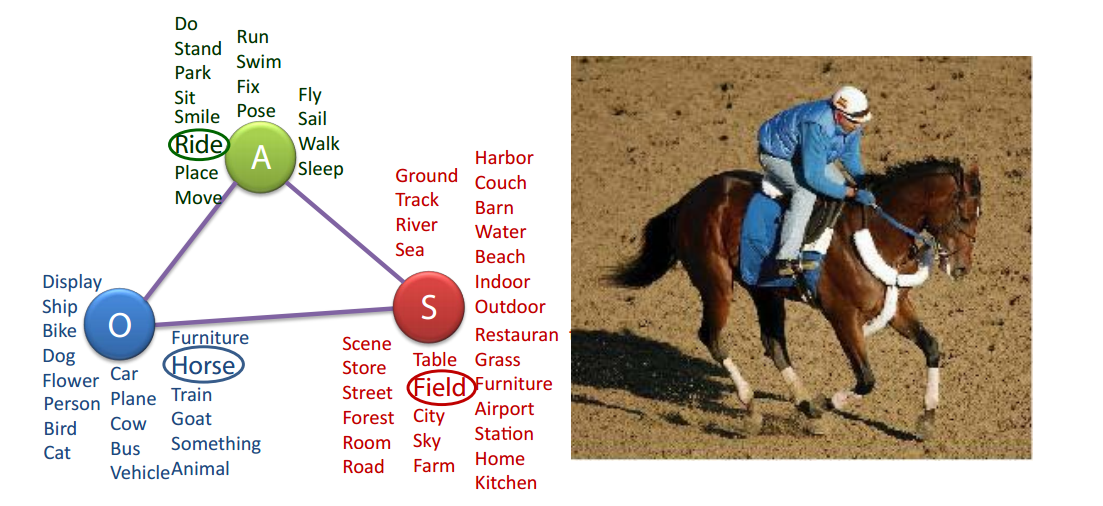 Do
Stand
Park
Sit
Smile
Ride
Place
Move
Run
Swim
Fix
Pose
A
Fly
Sail
Walk
Sleep
Ground
Track
River
Sea
Harbor
Couch
Barn
Water
Beach
Indoor
Outdoor
Restauran
Grass
Furniture
Airport
Station
Home
Kitchen
S
Scene
Store
Street
Forest
Room
Road
Table
Field
City
Sky
Farm
Display
Ship
Bike
Dog
Flower
Person
Bird
Cat
O
Car
Plane
Cow
Bus
Vehicle
Furniture
Horse
Train
Goat
Something
Animal